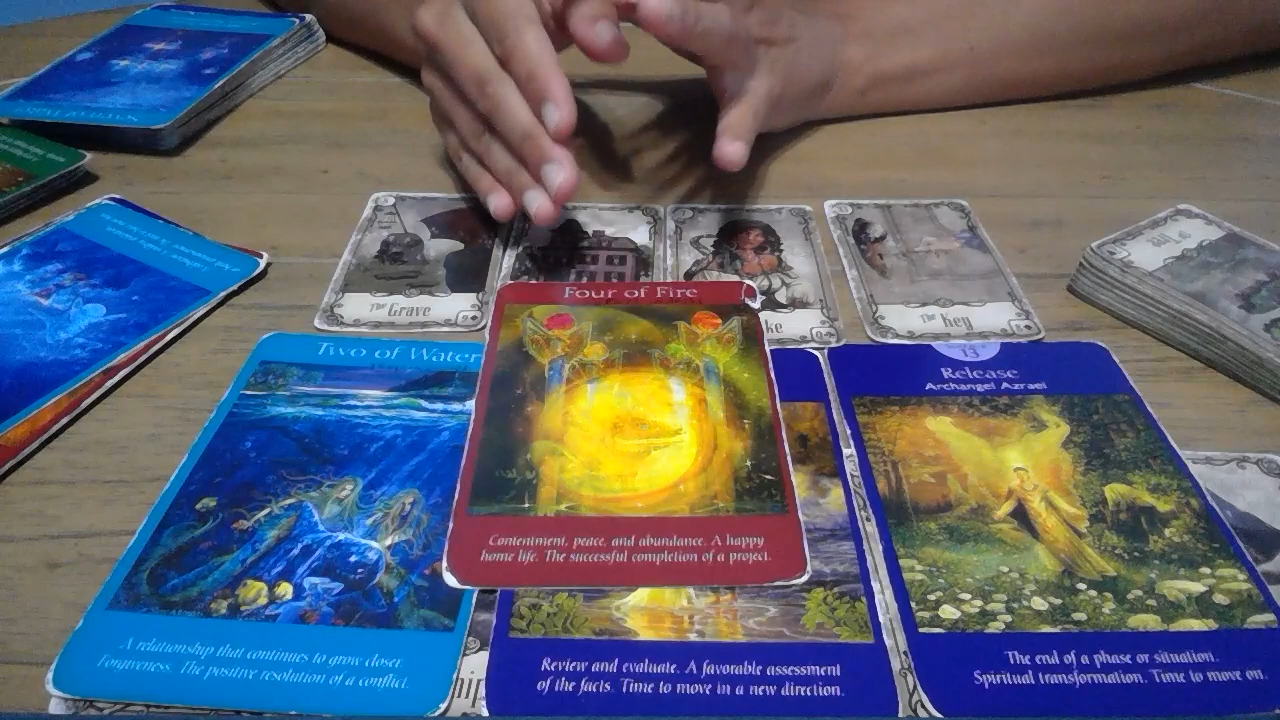 The Grave
ke
The Key
Four of Fire
Two of Water
13
Release
Archangel Azrael
Contentment, peace, and abundance. A happy
home life. The successful completion of a project.
A relationship that continues to grow closer.
Forgiveness. The positive resolution of a conflict.
Review and evaluate. A favorable assessment
of the facts. Time to move in a new direction.
The end of a phase or situation.
Spiritual transformation. Time to move on.
hip